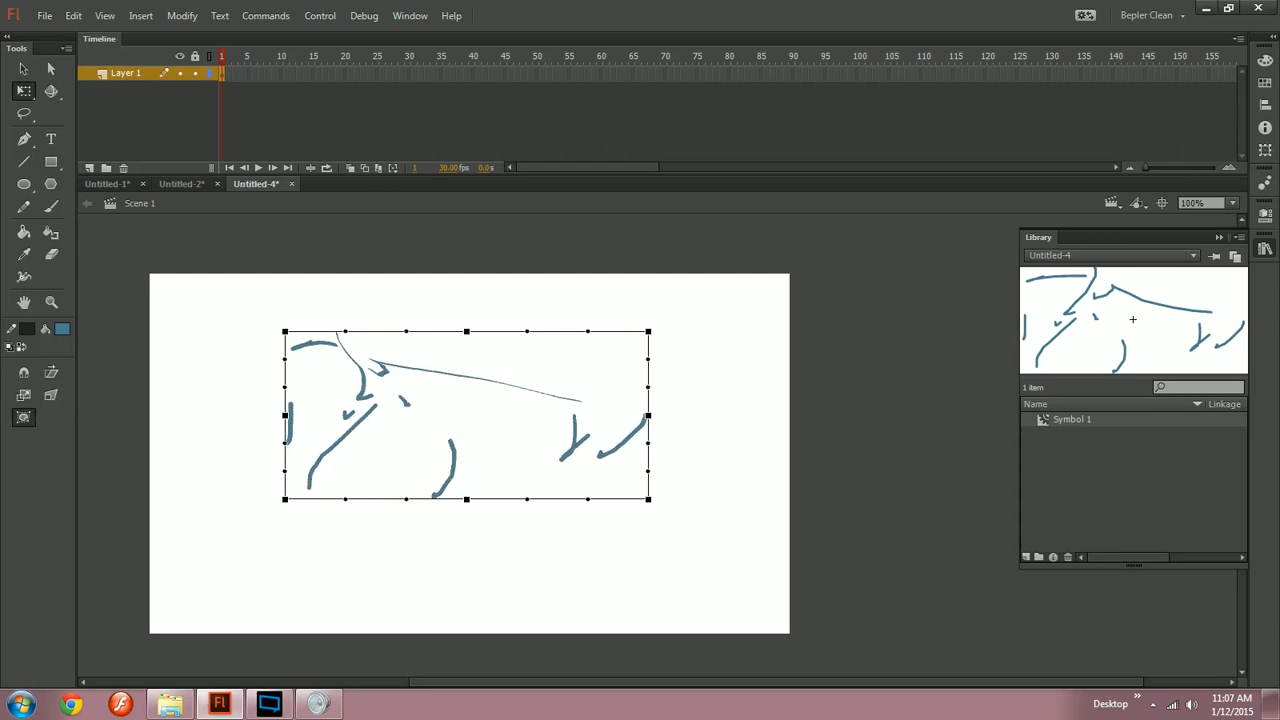 Fl File Edit View Insert Modify Text Commands Control Debug Window Help Bepler Clean
Tools
Timeline
1 5 10 15 20 25 30 35 40 45 50 55 60 65 70 75 80 85 90 95 100 105 110 115 120 125 130 135 140 145 150 155
Layer 1
1 30.00 fps 0.0 s
Untitled-1* Untitled-2* Untitled-4*
Scene 1
100%
Library
Untitled-4
1 item
Name Linkage
Symbol 1
Fl
Desktop
11:07 AM
1/12/2015